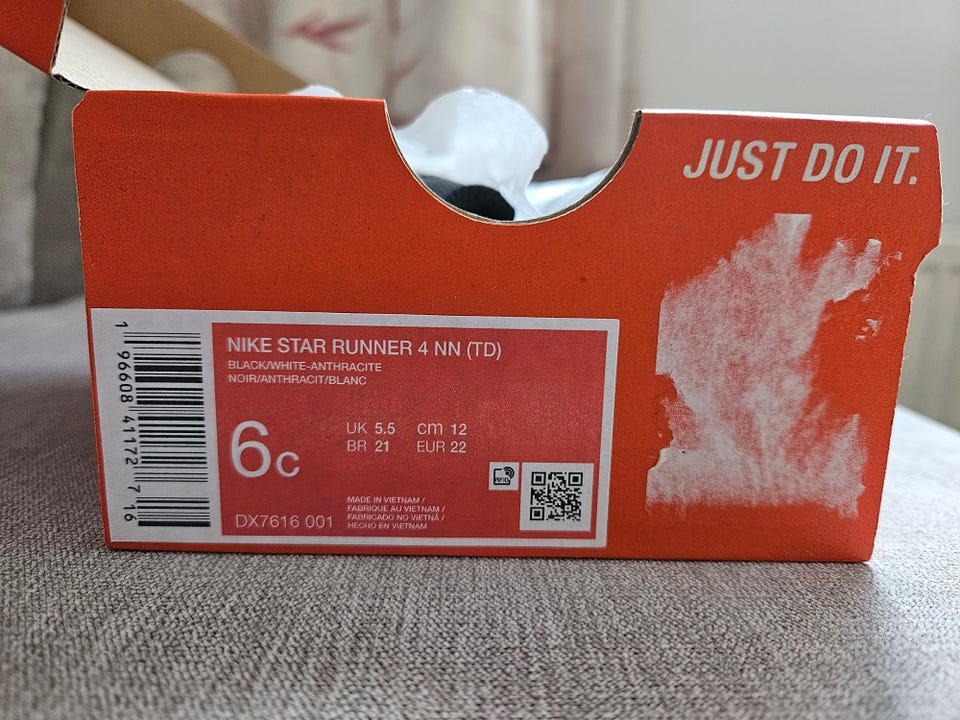 JUST DO IT.
1 96608 41172 7 16
NIKE STAR RUNNER 4 NN (TD)
BLACK/WHITE-ANTHRACITE
NOIR/ANTHRACIT/BLANC
6C
UK 5.5 cm 12
BR 21 EUR 22
RFID
MADE IN VIETNAM /
FABRIQUE AU VIETNAM /
FABRICADO NO VIETNÃ /
HECHO EN VIETNAM
DX7616 001